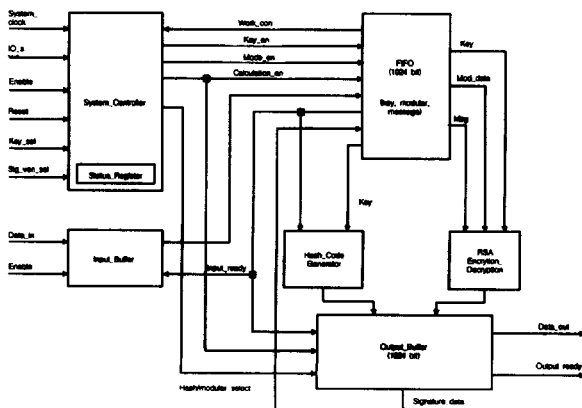 System_
clock
IO_s
Enable
Reset
Key_sel
Sig_ven_sel
System_Controller
Status_Register
Work_con
Key_en
Mode_en
Calculation_en
FIFO
(1024 bit)
(key, modular,
message)
Key
Mod_data
Msg
Key
Data_in
Enable
Input_Buffer
Input_ready
Hash_Code
Generator
RSA
Encrytion_
Decryption
Output_Buffer
(1024 bit)
Data_out
Output ready
Hash/modular select
Signature data